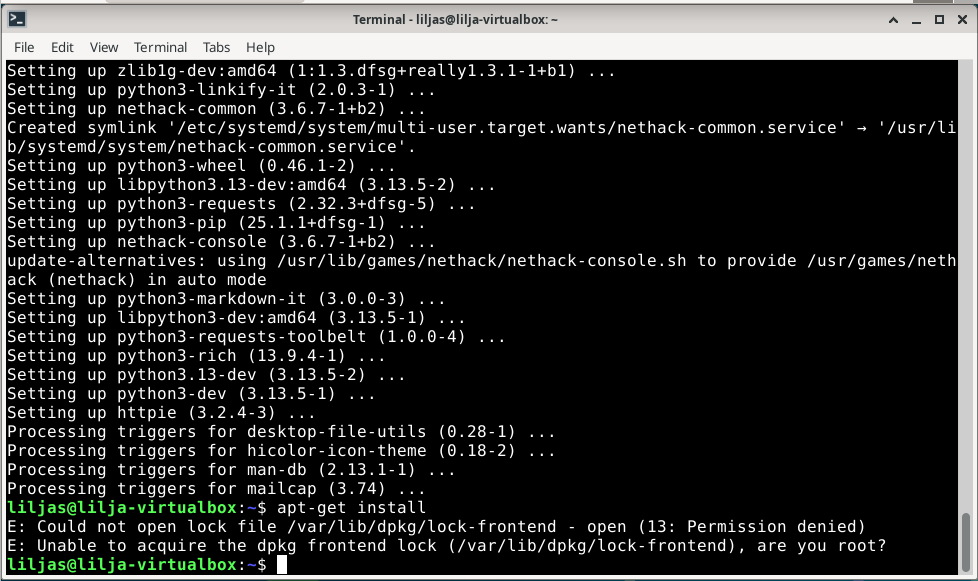 Terminal - liljas@lilja-virtualbox: ~
File Edit View Terminal Tabs Help
Setting up zlib1g-dev:amd64 (1:1.3.dfsg+really1.3.1-1+b1) ...
Setting up python3-linkify-it (2.0.3-1) ...
Setting up nethack-common (3.6.7-1+b2) ...
Created symlink '/etc/systemd/system/multi-user.target.wants/nethack-common.service' → '/usr/li
b/systemd/system/nethack-common.service'.
Setting up python3-wheel (0.46.1-2) ...
Setting up libpython3.13-dev:amd64 (3.13.5-2) ...
Setting up python3-requests (2.32.3+dfsg-5) ...
Setting up python3-pip (25.1.1+dfsg-1) ...
Setting up nethack-console (3.6.7-1+b2) ...
update-alternatives: using /usr/lib/games/nethack/nethack-console.sh to provide /usr/games/neth
ack (nethack) in auto mode
Setting up python3-markdown-it (3.0.0-3) ...
Setting up libpython3-dev:amd64 (3.13.5-1) ...
Setting up python3-requests-toolbelt (1.0.0-4) ...
Setting up python3-rich (13.9.4-1) ...
Setting up python3.13-dev (3.13.5-2) ...
Setting up python3-dev (3.13.5-1) ...
Setting up httpie (3.2.4-3) ...
Processing triggers for desktop-file-utils (0.28-1) ...
Processing triggers for hicolor-icon-theme (0.18-2) ...
Processing triggers for man-db (2.13.1-1) ...
Processing triggers for mailcap (3.74) ...
liljas@lilja-virtualbox:~$ apt-get install
E: Could not open lock file /var/lib/dpkg/lock-frontend - open (13: Permission denied)
E: Unable to acquire the dpkg frontend lock (/var/lib/dpkg/lock-frontend), are you root?
liljas@lilja-virtualbox:~$